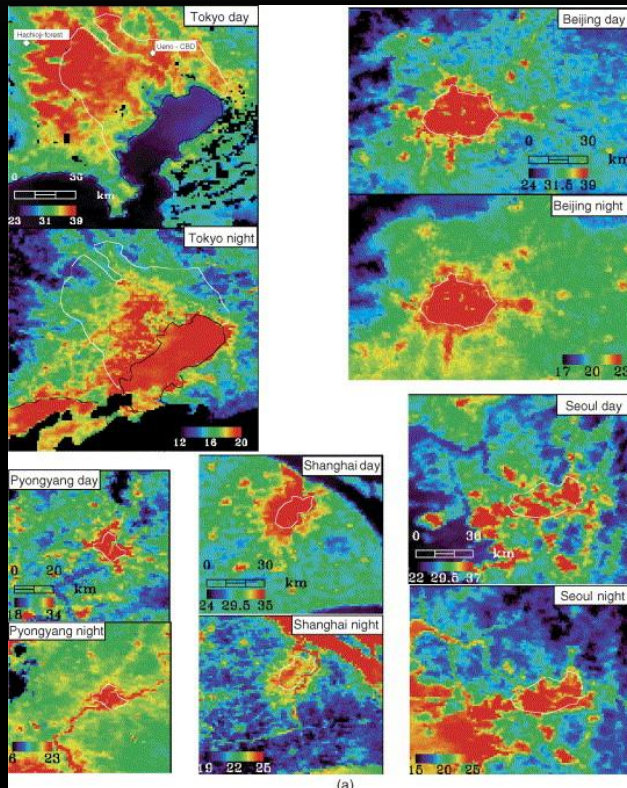 Tokyo day
Hachioji-forest
Ueno - CBD
0 30
km
23 31 39
Tokyo night
12 16 20
Beijing day
0 30
km
24 31.5 39
Beijing night
17 20 23
Pyongyang day
0 20
km
18 34
Pyongyang night
6 23
Shanghai day
0 30
km
24 29.5 35
Shanghai night
19 22 25
Seoul day
0 30
km
22 29.5 37
Seoul night
15 20 25
(a)